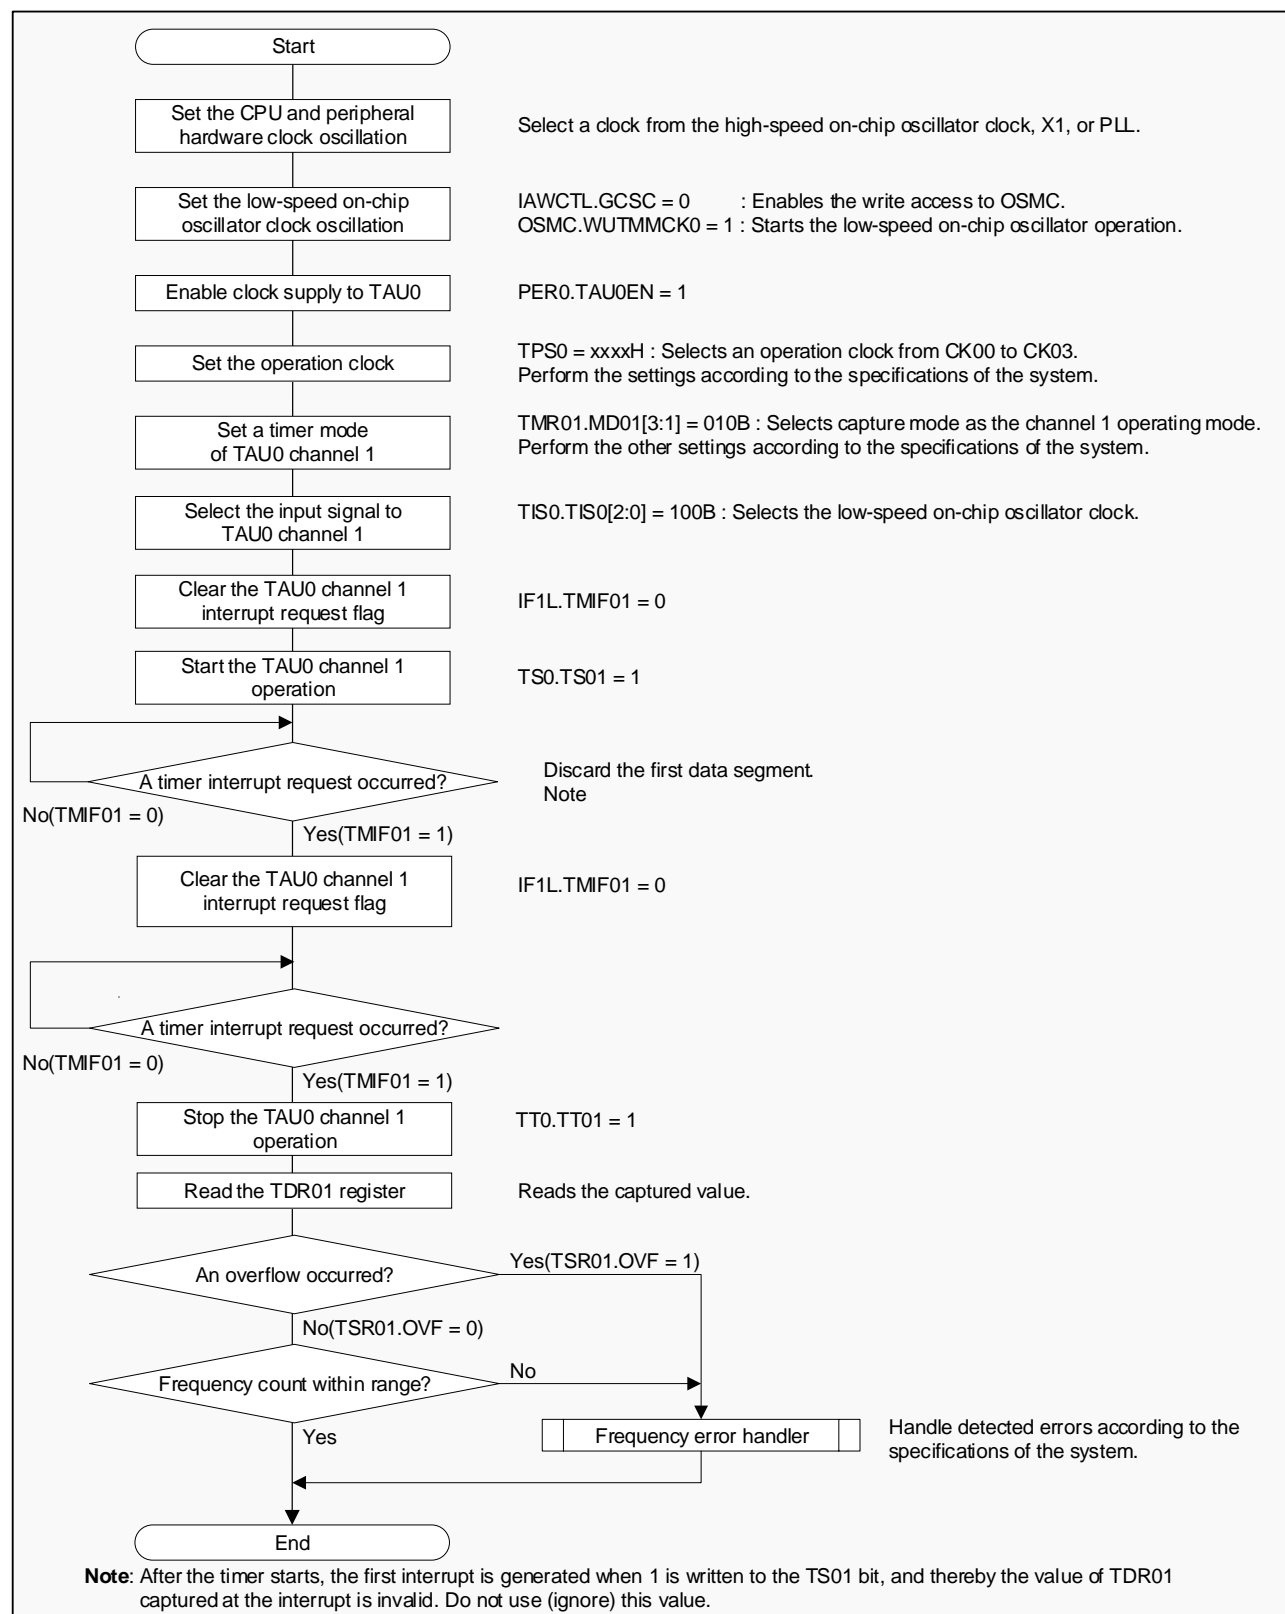 Start
Set the CPU and peripheral
hardware clock oscillation
Select a clock from the high-speed on-chip oscillator clock, X1, or PLL.
Set the low-speed on-chip
oscillator clock oscillation
IAWCTL.GCSC = 0 : Enables the write access to OSMC.
OSMC.WUTMMCK0 = 1 : Starts the low-speed on-chip oscillator operation.
Enable clock supply to TAU0
PER0.TAU0EN = 1
Set the operation clock
TPS0 = xxxxH : Selects an operation clock from CK00 to CK03.
Perform the settings according to the specifications of the system.
Set a timer mode
of TAU0 channel 1
TMR01.MD01[3:1] = 010B : Selects capture mode as the channel 1 operating mode.
Perform the other settings according to the specifications of the system.
Select the input signal to
TAU0 channel 1
TIS0.TIS0[2:0] = 100B : Selects the low-speed on-chip oscillator clock.
Clear the TAU0 channel 1
interrupt request flag
IF1L.TMIF01 = 0
Start the TAU0 channel 1
operation
TS0.TS01 = 1
A timer interrupt request occurred?
Discard the first data segment.
Note
No(TMIF01 = 0)
Yes(TMIF01 = 1)
Clear the TAU0 channel 1
interrupt request flag
IF1L.TMIF01 = 0
A timer interrupt request occurred?
No(TMIF01 = 0)
Yes(TMIF01 = 1)
Stop the TAU0 channel 1
operation
TT0.TT01 = 1
Read the TDR01 register
Reads the captured value.
An overflow occurred?
Yes(TSR01.OVF = 1)
No(TSR01.OVF = 0)
Frequency count within range?
No
Yes
Frequency error handler
Handle detected errors according to the
specifications of the system.
End
Note: After the timer starts, the first interrupt is generated when 1 is written to the TS01 bit, and thereby the value of TDR01
captured at the interrupt is invalid. Do not use (ignore) this value.